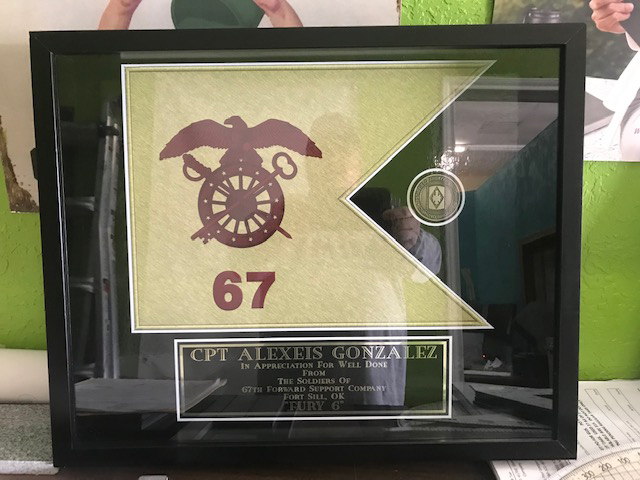 67
CPT ALEXEIS GONZALEZ
IN APPRECIATION FOR WELL DONE
FROM
THE SOLDIERS OF
67TH FORWARD SUPPORT COMPANY
FORT SILL, OK
"FURY 6"